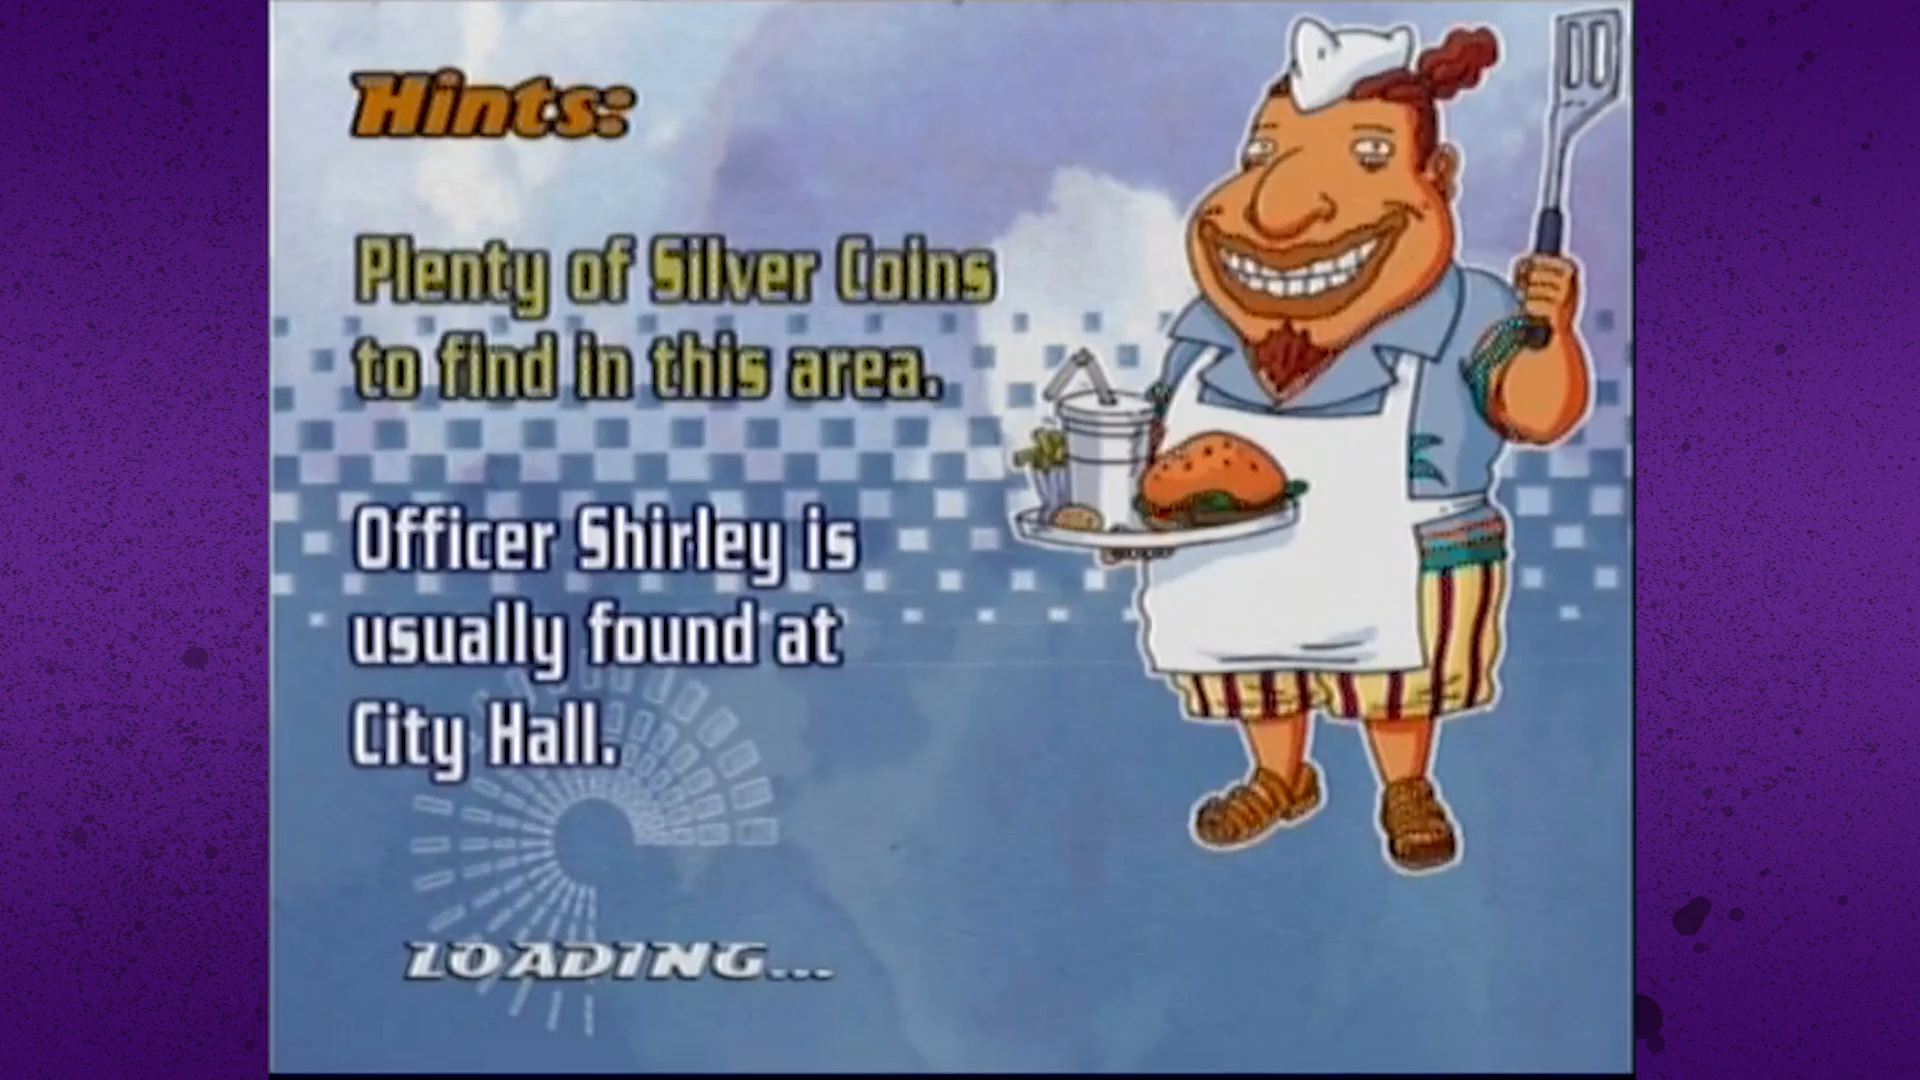 Hints:
Plenty of Silver Coins
to find in this area.
Officer Shirley is
usually found at
City Hall.
LOADING...